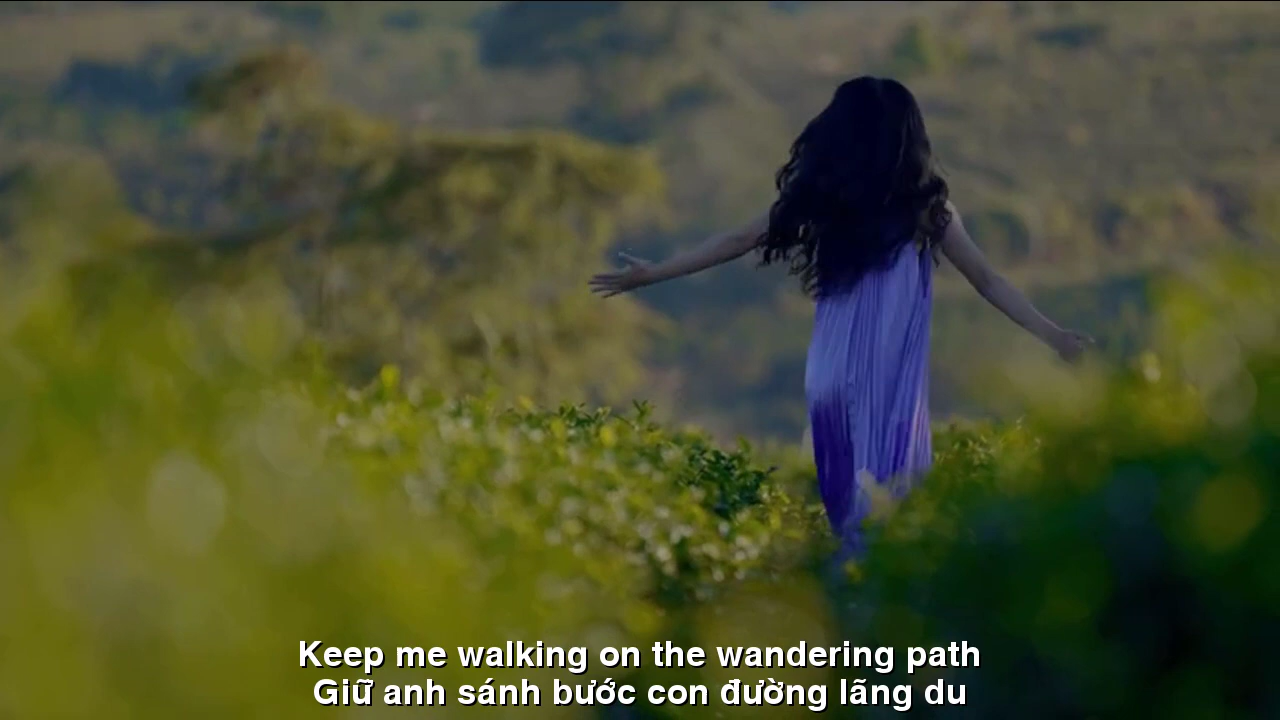 Keep me walking on the wandering path
Giữ anh sánh bước con đường lãng du